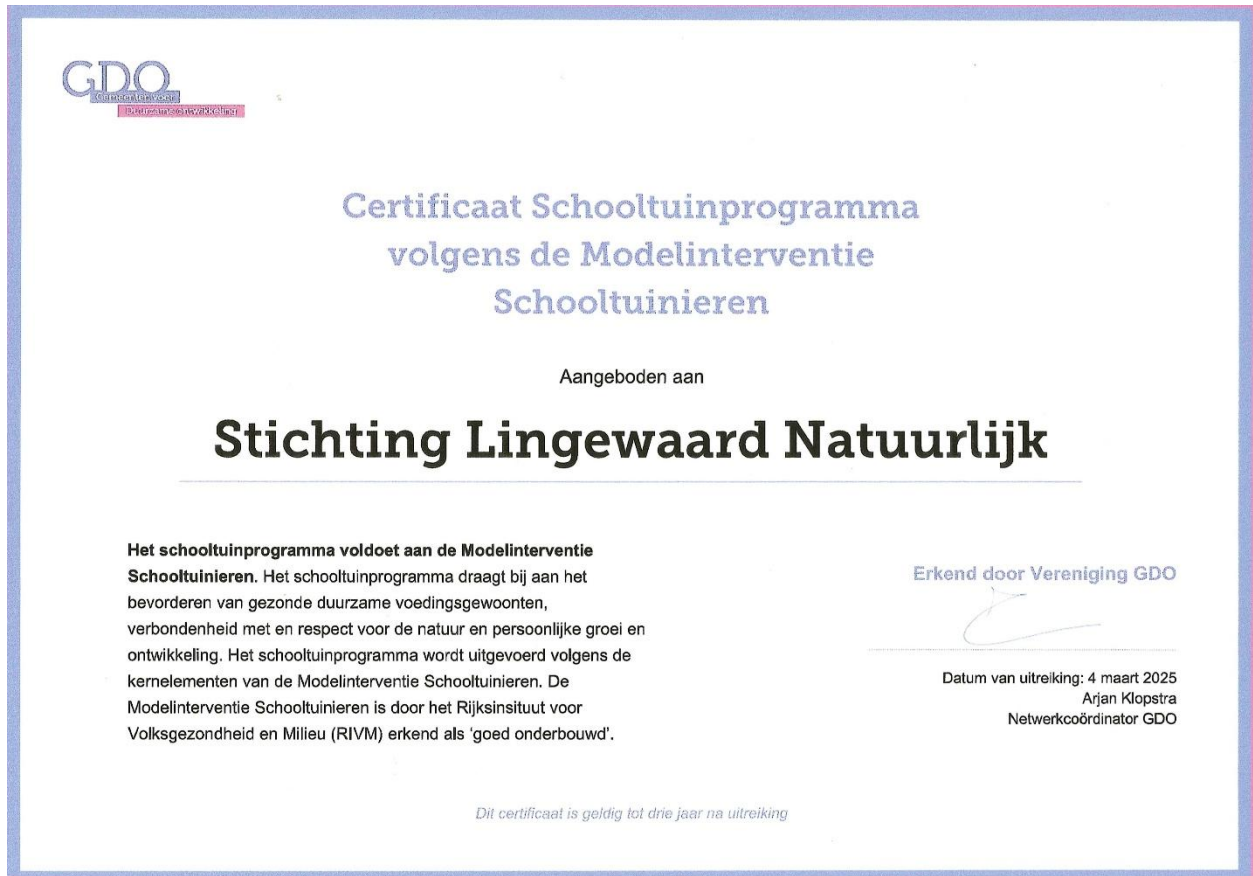 GDO
Gemeenten voor
Duurzame ontwikkeling
Certificaat Schooltuinprogramma
volgens de Modelinterventie
Schooltuinieren
Aangeboden aan
Stichting Lingewaard Natuurlijk
Het schooltuinprogramma voldoet aan de Modelinterventie
Schooltuinieren. Het schooltuinprogramma draagt bij aan het
bevorderen van gezonde duurzame voedingsgewoonten,
verbondenheid met en respect voor de natuur en persoonlijke groei en
ontwikkeling. Het schooltuinprogramma wordt uitgevoerd volgens de
kernelementen van de Modelinterventie Schooltuinieren. De
Modelinterventie Schooltuinieren is door het Rijksinsituut voor
Volksgezondheid en Milieu (RIVM) erkend als ‘goed onderbouwd’.
Erkend door Vereniging GDO
Datum van uitreiking: 4 maart 2025
Arjan Klopstra
Netwerkcoördinator GDO
Dit certificaat is geldig tot drie jaar na uitreiking